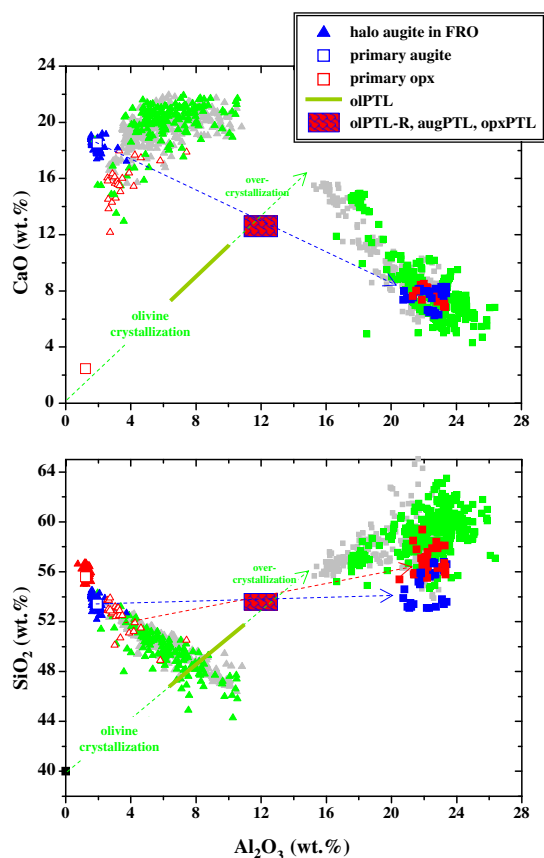 halo augite in FRO
primary augite
primary opx
olPTL
olPTL-R, augPTL, opxPTL
24
20
16
12
8
4
0
CaO (wt.%)
over-
crystallization
olivine
crystallization
0 4 8 12 16 20 24 28
64
60
56
52
48
44
40
SiO2 (wt.%)
over-
crystallization
olivine
crystallization
0 4 8 12 16 20 24 28
Al2O3 (wt.%)